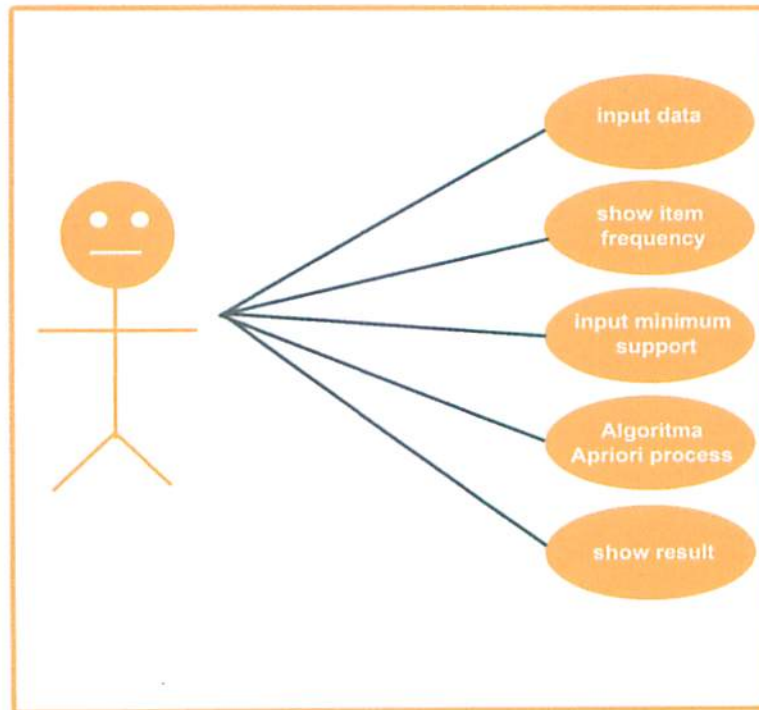 input data
show item
frequency
input minimum
support
Algoritma
Apriori process
show result